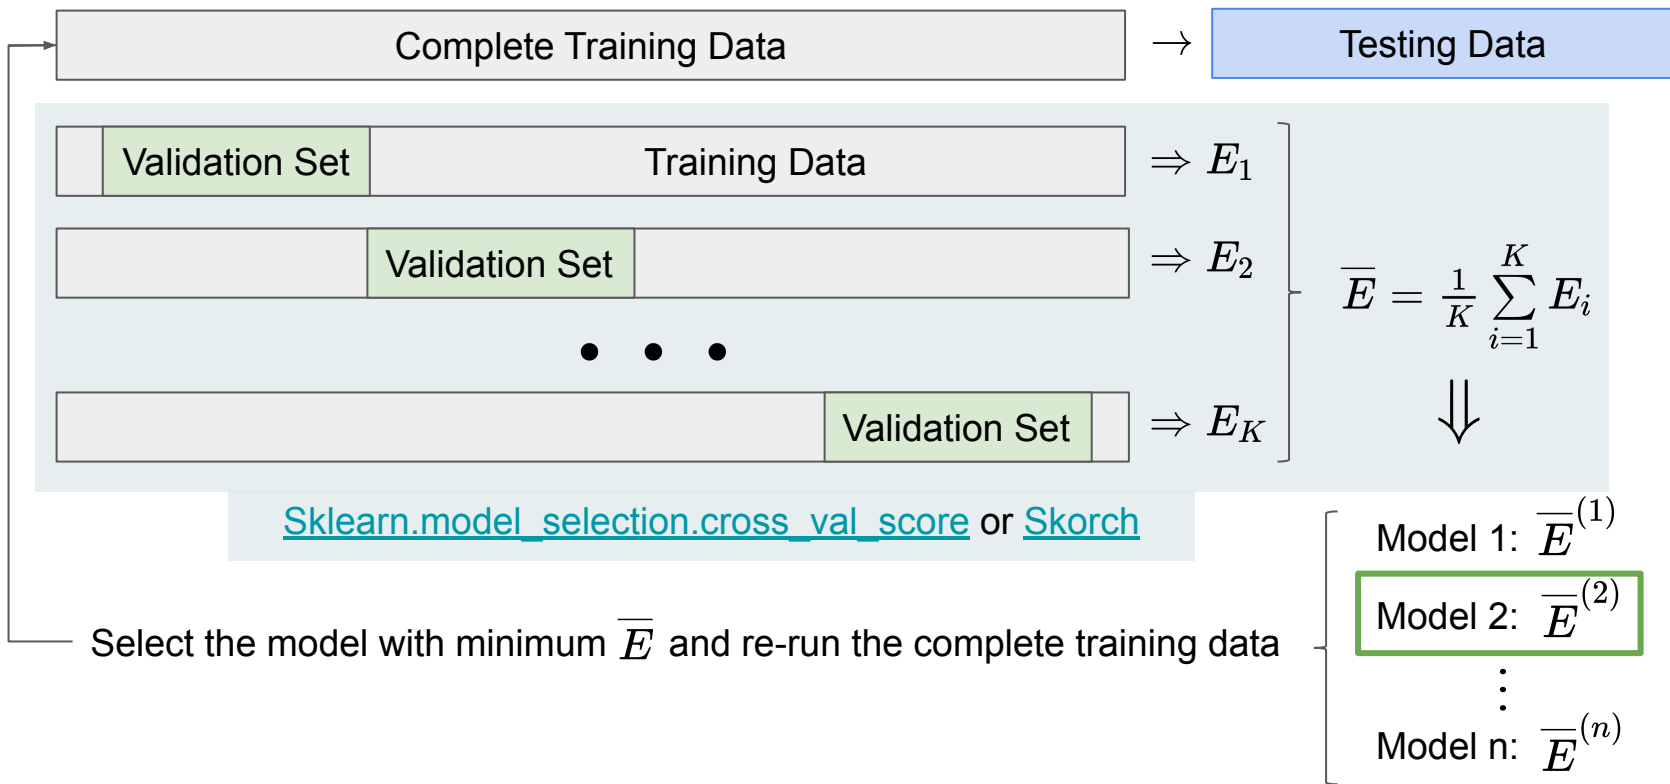 Complete Training Data → Testing Data
Validation Set Training Data ⇒ E₁
Validation Set ⇒ E₂
• • •
Validation Set ⇒ E_K
E̅ = 1/K ∑_{i=1}^{K} E_i
⇓
Sklearn.model_selection.cross_val_score or Skorch
Select the model with minimum E̅ and re-run the complete training data
Model 1: E̅⁽¹⁾
Model 2: E̅⁽²⁾
⋮
Model n: E̅⁽ⁿ⁾